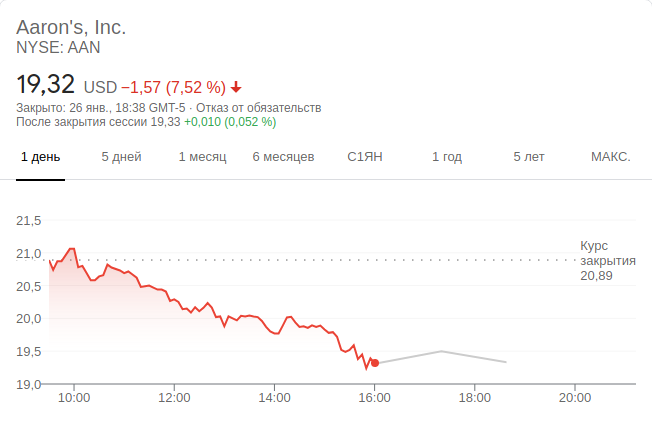 Aaron's, Inc.
NYSE: AAN
19,32 USD −1,57 (7,52 %)
Закрыто: 26 янв., 18:38 GMT-5 · Отказ от обязательств
После закрытия сессии 19,33 +0,010 (0,052 %)
1 день 5 дней 1 месяц 6 месяцев С1ЯН 1 год 5 лет МАКС.
21,5
21,0
20,5
20,0
19,5
19,0
Курс
закрытия
20,89
10:00 12:00 14:00 16:00 18:00 20:00